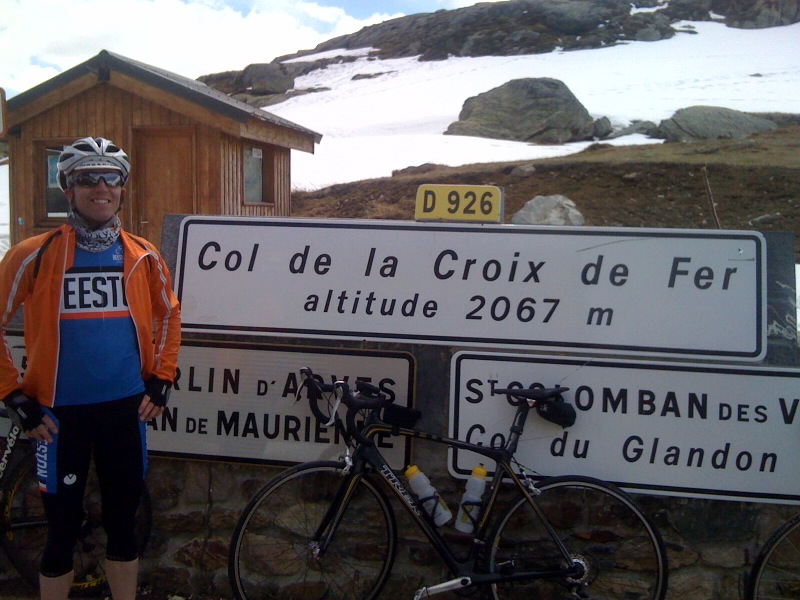 D 926
Col de la Croix de Fer
altitude 2067 m
RLIN D'ARVES
AN DE MAURIENNE
ST COLOMBAN DES V
Col du Glandon
EESTI